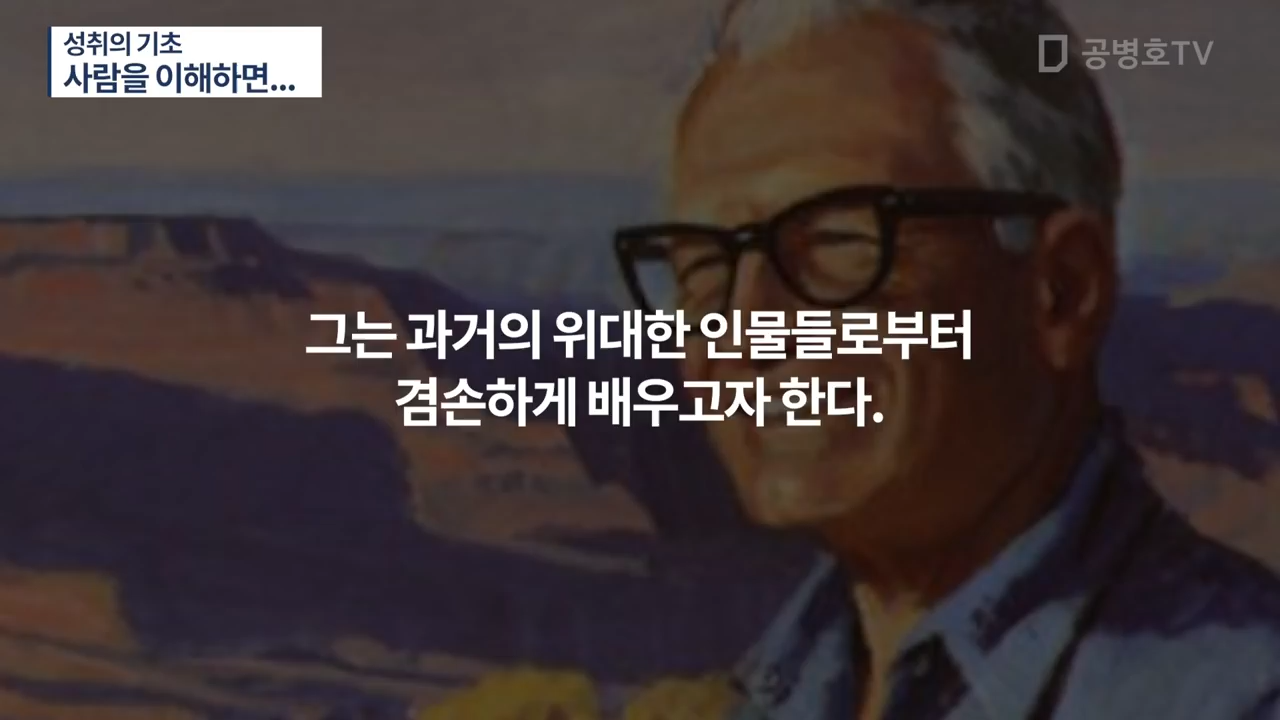 성취의 기초
사람을 이해하면...
공병호TV
그는 과거의 위대한 인물들로부터
겸손하게 배우고자 한다.